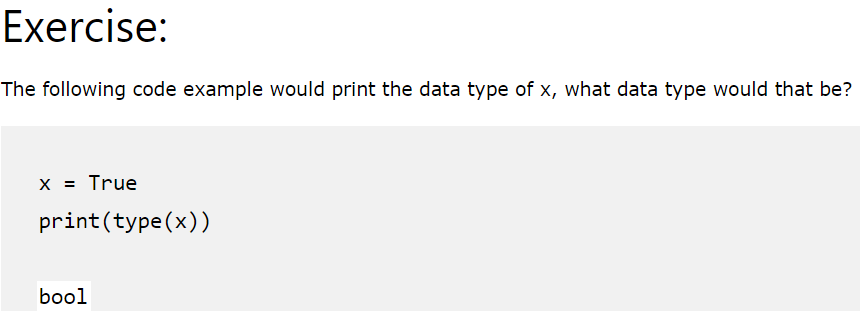 Exercise:
The following code example would print the data type of x, what data type would that be?
x = True
print(type(x))
bool